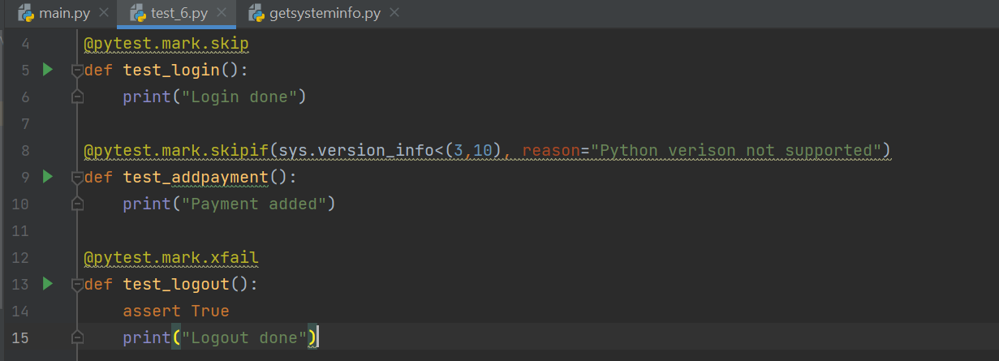 main.py test_6.py getsysteminfo.py
4 @pytest.mark.skip
5 def test_login():
6     print("Login done")
7
8 @pytest.mark.skipif(sys.version_info<(3,10), reason="Python verison not supported")
9 def test_addpayment():
10     print("Payment added")
11
12 @pytest.mark.xfail
13 def test_logout():
14     assert True
15     print("Logout done")